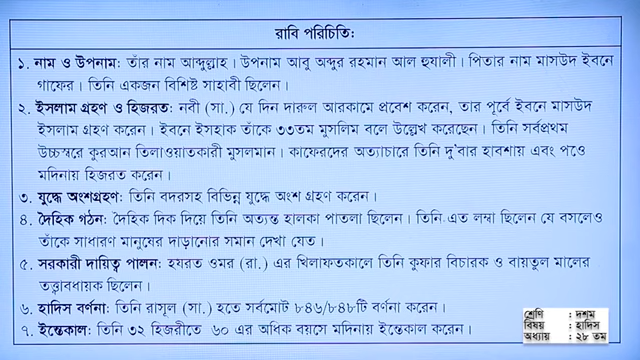 রাবি পরিচিতি:
১. নাম ও উপনাম: তাঁর নাম আব্দুল্লাহ। উপনাম আবু অব্দুর রহমান আল হুযালী। পিতার নাম মাসউদ ইবনে
গাফের। তিনি একজন বিশিষ্ট সাহাবী ছিলেন।
২. ইসলাম গ্রহণ ও হিজরত: নবী (সা.) যে দিন দারুল আরকামে প্রবেশ করেন, তার পূর্বে ইবনে মাসউদ
ইসলাম গ্রহণ করেন। ইবনে ইসহাক তাঁকে ৩৩তম মুসলিম বলে উল্লেখ করেছেন। তিনি সর্বপ্রথম
উচ্চস্বরে কুরআন তিলাওয়াতকারী মুসলমান। কাফেরদের অত্যাচারে তিনি দু'বার হাবশায় এবং পওে
মদিনায় হিজরত করেন।
৩. যুদ্ধে অংশগ্রহণ: তিনি বদরসহ বিভিন্ন যুদ্ধে অংশ গ্রহণ করেন।
৪. দৈহিক গঠন: দৈহিক দিক দিয়ে তিনি অত্যন্ত হালকা পাতলা ছিলেন। তিনি এত লম্বা ছিলেন যে বসলেও
তাঁকে সাধারণ মানুষের দাড়ানোর সমান দেখা যেত।
৫. সরকারী দায়িত্ব পালন: হযরত ওমর (রা.) এর খিলাফতকালে তিনি কুফার বিচারক ও বায়তুল মালের
তত্ত্বাবধায়ক ছিলেন।
৬. হাদিস বর্ণনা: তিনি রাসূল (সা.) হতে সর্বমোট ৮৪৬/৮৪৮টি বর্ণনা করেন।
৭. ইন্তেকাল: তিনি ৩২ হিজরীতে ৬০ এর অধিক বয়সে মদিনায় ইন্তেকাল করেন।
শ্রেণি : দশম
বিষয় : হাদিস
অধ্যায় : ২৮ তম